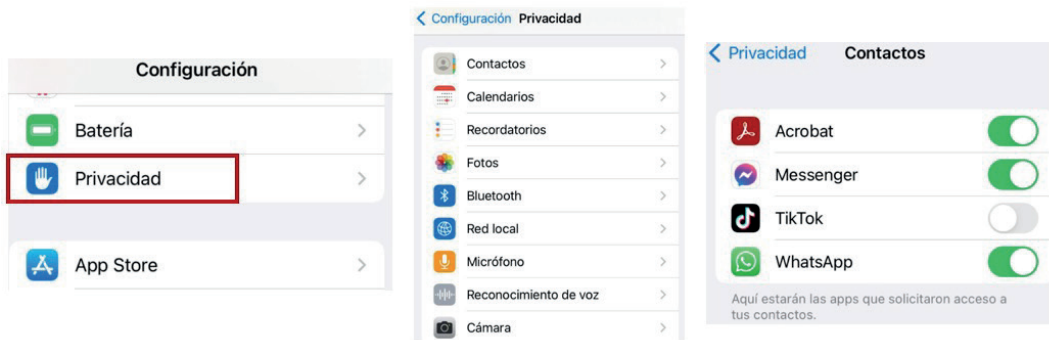 Configuración
Batería
Privacidad
App Store
Configuración Privacidad
Contactos
Calendarios
Recordatorios
Fotos
Bluetooth
Red local
Micrófono
Reconocimiento de voz
Cámara
Privacidad Contactos
Acrobat
Messenger
TikTok
WhatsApp
Aquí estarán las apps que solicitaron acceso a
tus contactos.